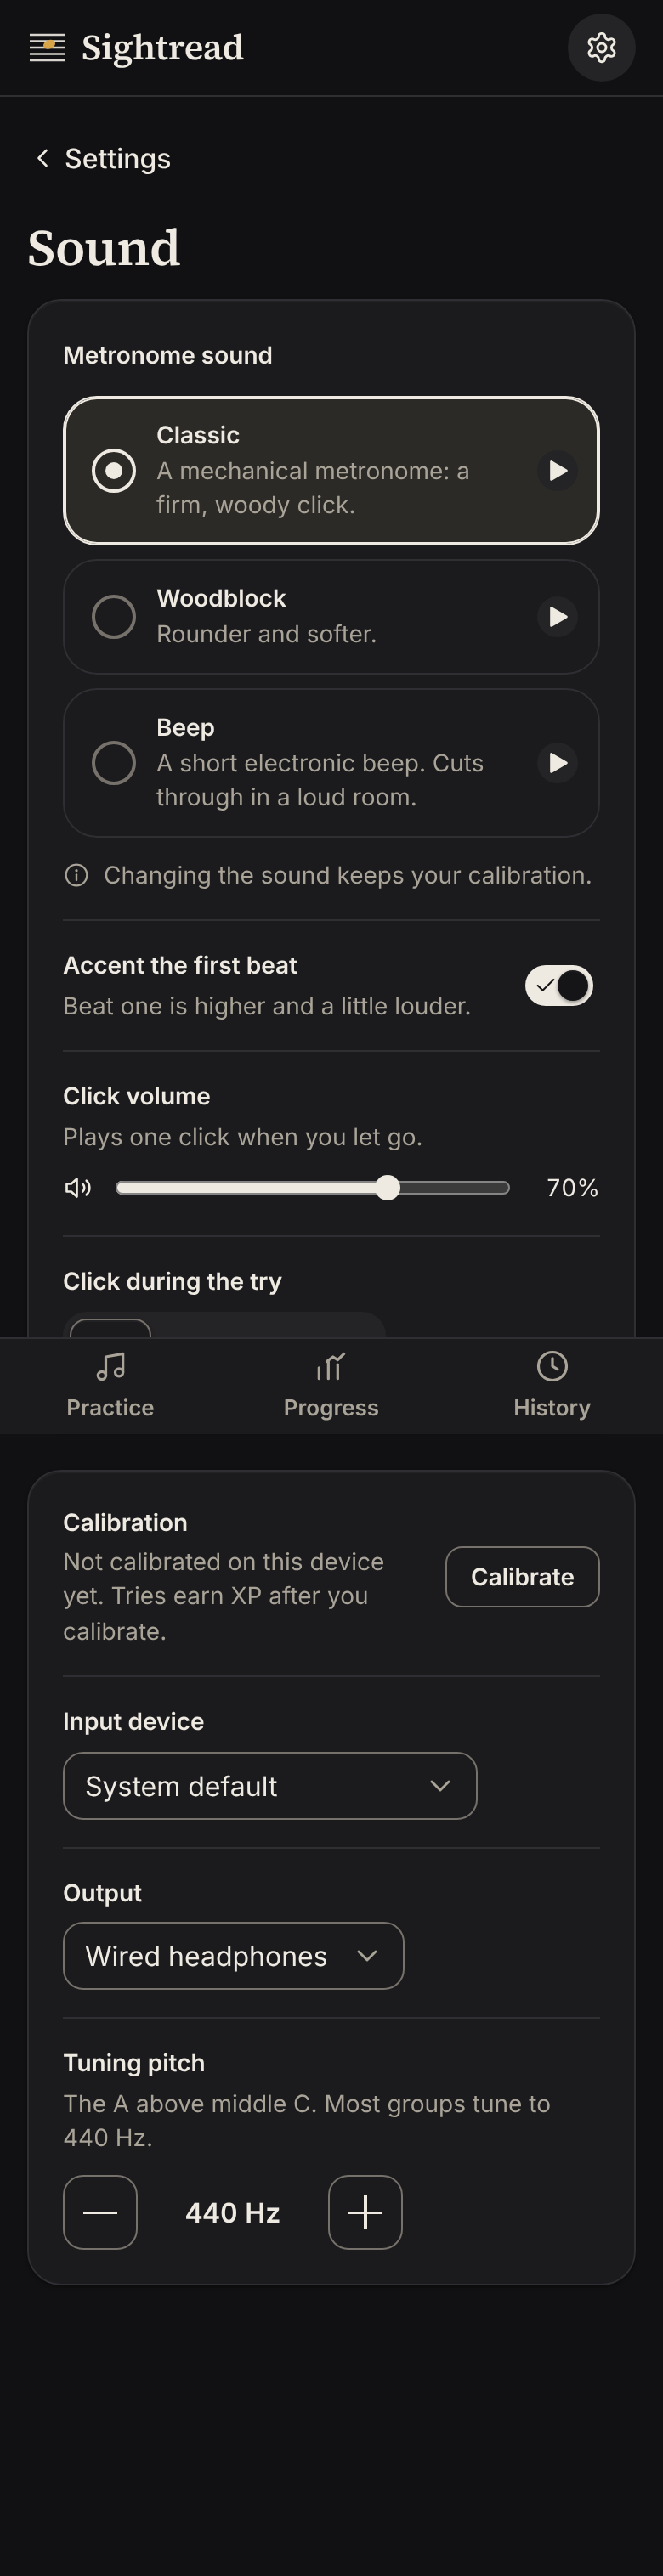 Sightread
Settings
Sound
Metronome sound
Classic
A mechanical metronome: a
firm, woody click.
Woodblock
Rounder and softer.
Beep
A short electronic beep. Cuts
through in a loud room.
Changing the sound keeps your calibration.
Accent the first beat
Beat one is higher and a little louder.
Click volume
Plays one click when you let go.
70%
Click during the try
Practice
Progress
History
Calibration
Not calibrated on this device
yet. Tries earn XP after you
calibrate.
Calibrate
Input device
System default
Output
Wired headphones
Tuning pitch
The A above middle C. Most groups tune to
440 Hz.
440 Hz